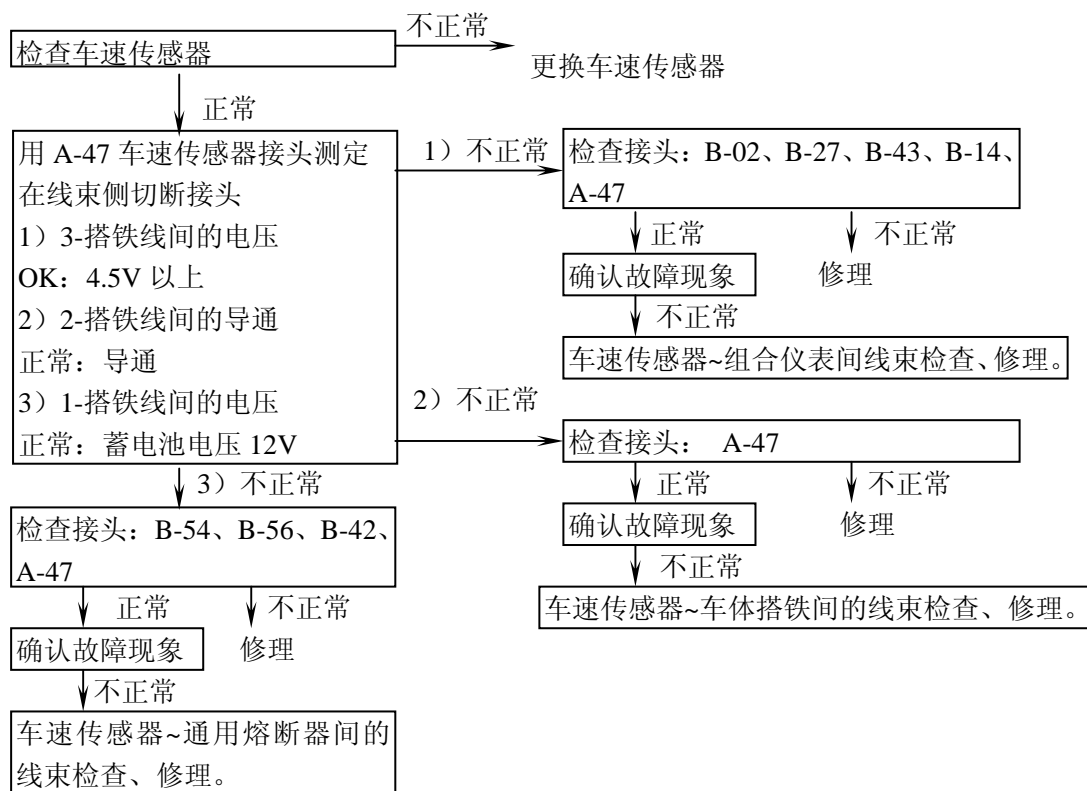 不正常
检查车速传感器
更换车速传感器
正常
用 A-47 车速传感器接头测定
在线束侧切断接头
1）3-搭铁线间的电压
OK：4.5V 以上
2）2-搭铁线间的导通
正常：导通
3）1-搭铁线间的电压
正常：蓄电池电压 12V
1）不正常
检查接头：B-02、B-27、B-43、B-14、
A-47
正常
不正常
确认故障现象
修理
不正常
车速传感器~组合仪表间线束检查、修理。
2）不正常
检查接头： A-47
正常
不正常
确认故障现象
修理
不正常
车速传感器~车体搭铁间的线束检查、修理。
3）不正常
检查接头：B-54、B-56、B-42、
A-47
正常
不正常
确认故障现象
修理
不正常
车速传感器~通用熔断器间的
线束检查、修理。